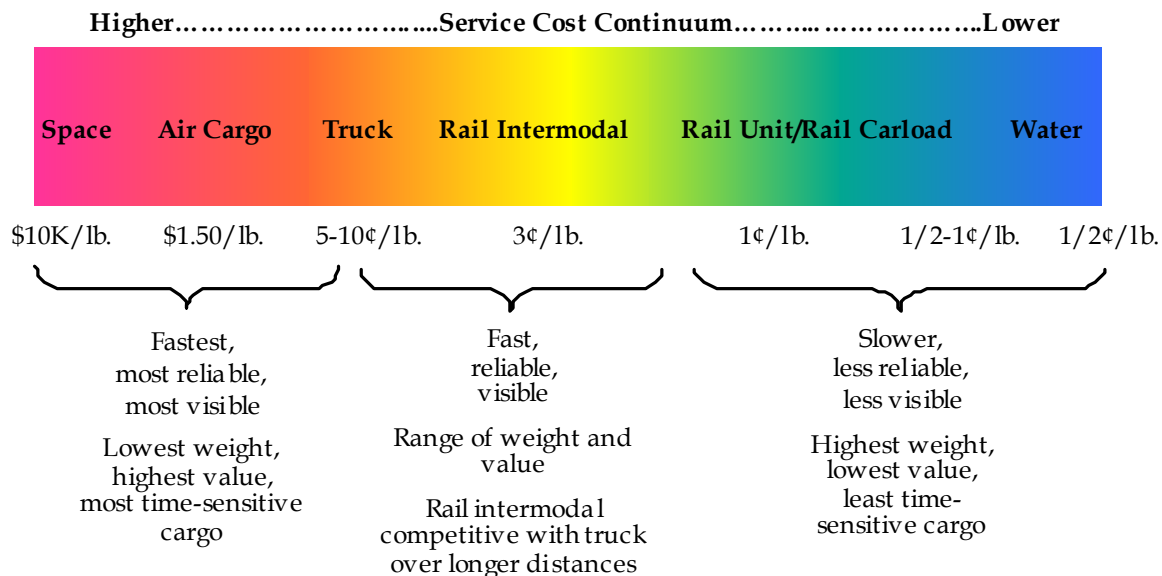 Higher……………………….…...Service Cost Continuum………... ………………..Lower
Space Air Cargo Truck Rail Intermodal Rail Unit/Rail Carload Water
$10K/lb. $1.50/lb. 5-10¢/lb. 3¢/lb. 1¢/lb. 1/2-1¢/lb. 1/2¢/lb.
Fastest,
most reliable,
most visible
Lowest weight,
highest value,
most time-sensitive
cargo
Fast,
reliable,
visible
Range of weight and
value
Rail intermodal
competitive with truck
over longer distances
Slower,
less reliable,
less visible
Highest weight,
lowest value,
least time-
sensitive cargo